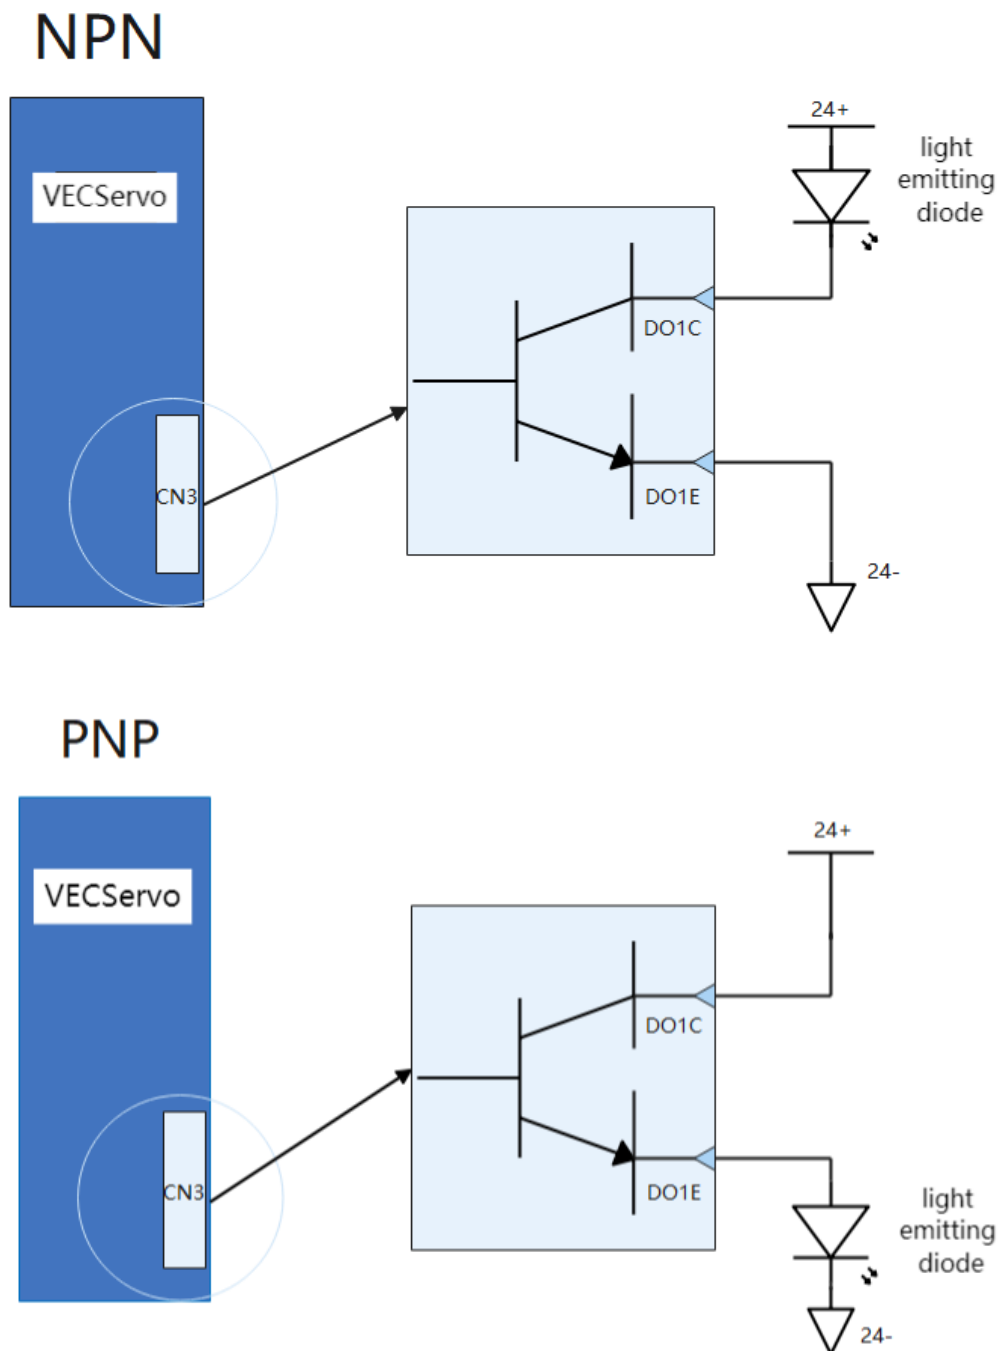 NPN
VECServo
24+
light
emitting
diode
DO1C
CN3
DO1E
24-
PNP
VECServo
24+
DO1C
CN3
DO1E
light
emitting
diode
24-